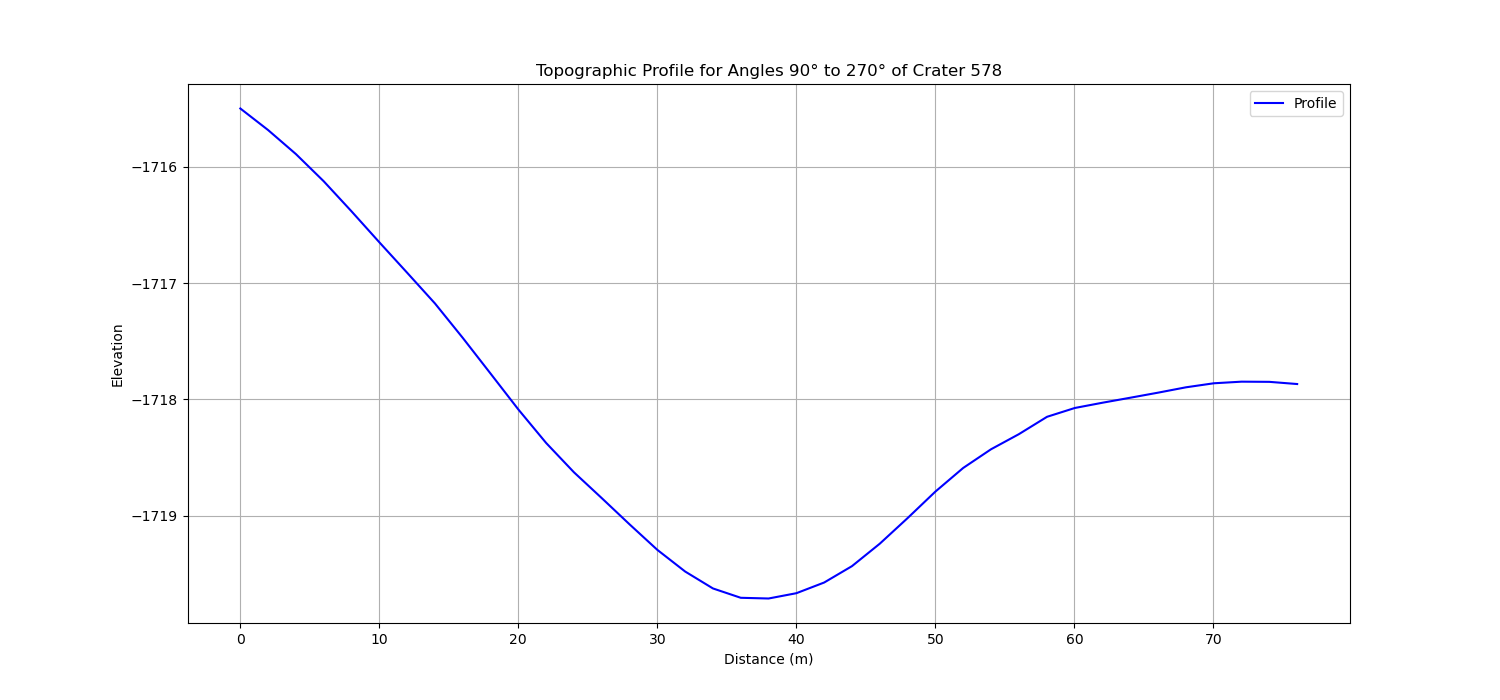 Topographic Profile for Angles 90° to 270° of Crater 578
Profile
−1716
−1717
−1718
−1719
Elevation
0 10 20 30 40 50 60 70
Distance (m)